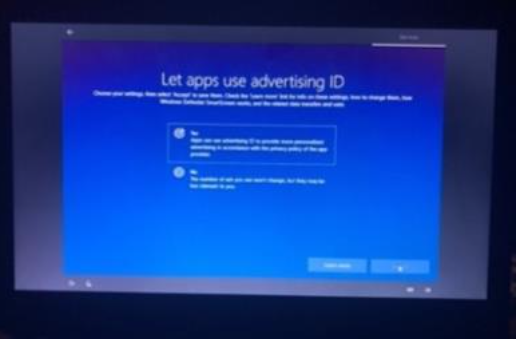 Services
Let apps use advertising ID
Choose your settings, then select 'Accept' to save them. Check the 'Learn more' link for info on these settings, how to change them, how
Windows Defender SmartScreen works, and the related data transfers and uses.
Yes
Apps can use advertising ID to provide more personalized
advertising in accordance with the privacy policy of the app
provider.
No
The number of ads you see won't change, but they may be
less relevant to you.
Learn more